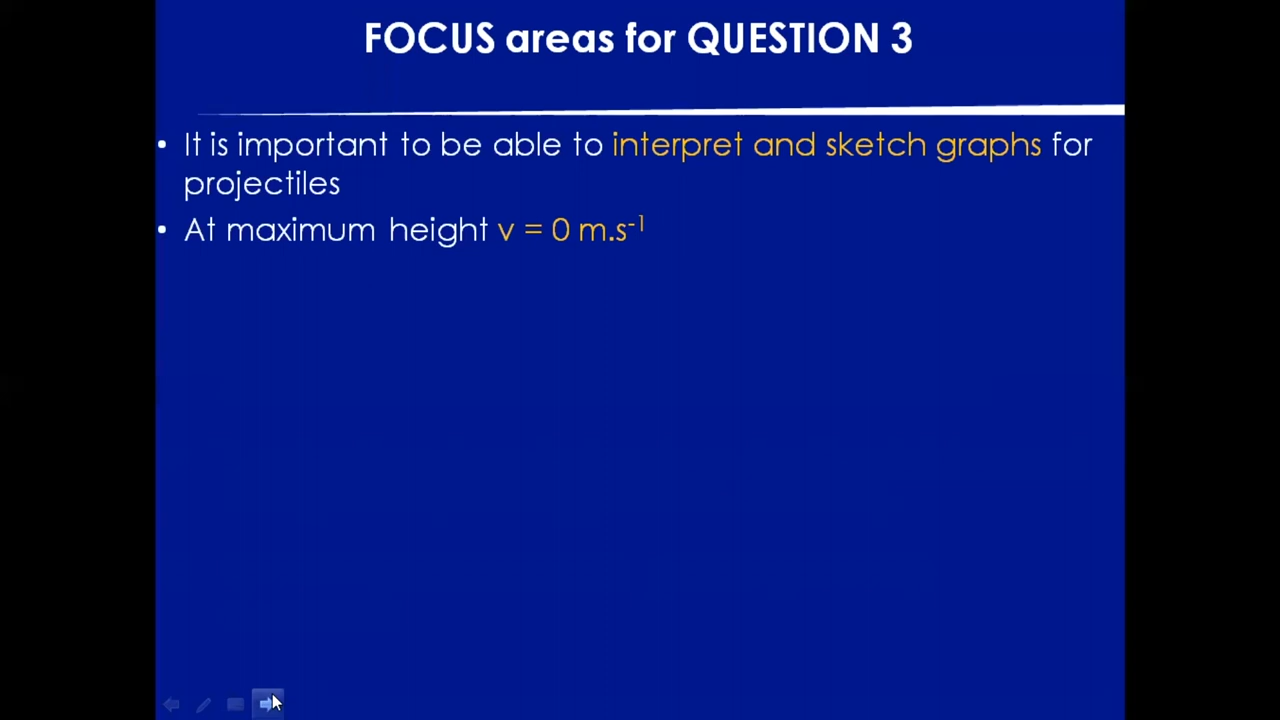 FOCUS areas for QUESTION 3
• It is important to be able to interpret and sketch graphs for
projectiles
• At maximum height v = 0 m.s⁻¹